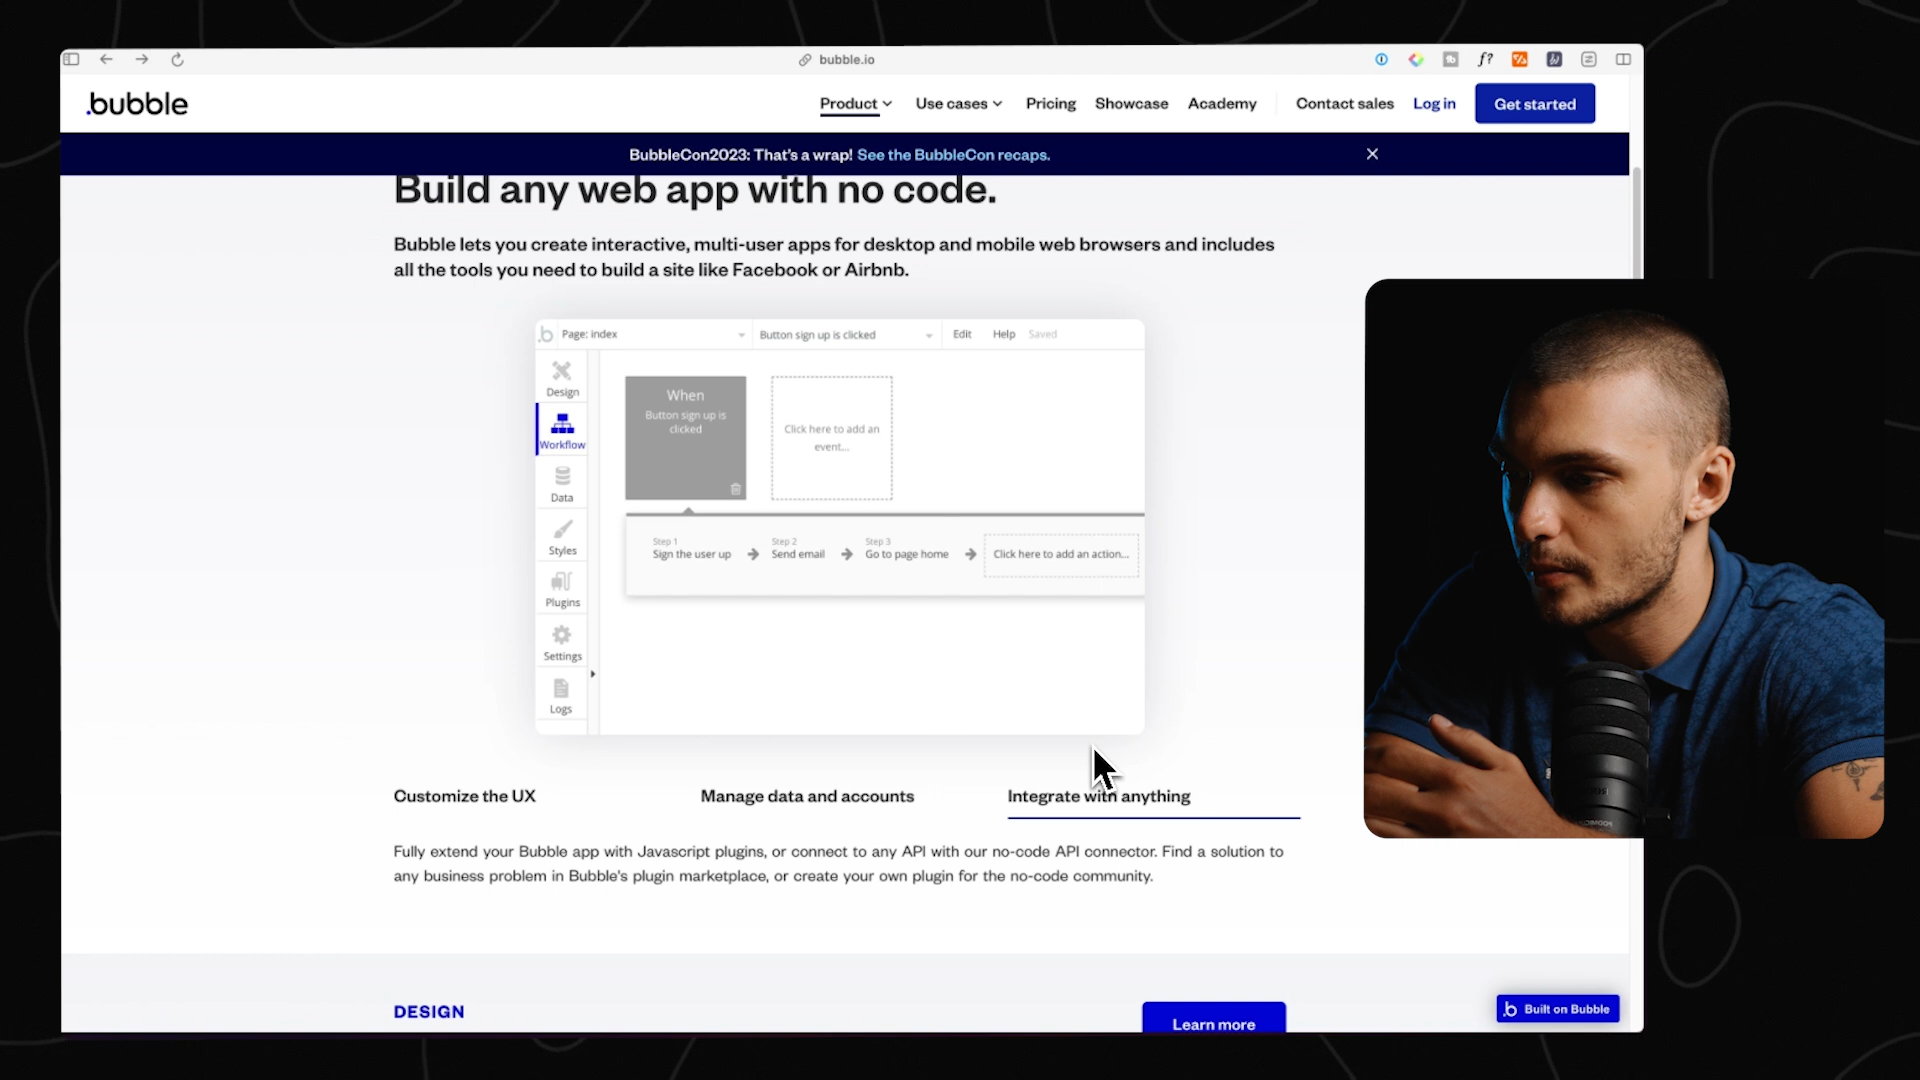 bubble.io
.bubble
Product
Use cases
Pricing
Showcase
Academy
Contact sales
Log in
Get started
BubbleCon2023: That's a wrap! See the BubbleCon recaps.
Build any web app with no code.
Bubble lets you create interactive, multi-user apps for desktop and mobile web browsers and includes
all the tools you need to build a site like Facebook or Airbnb.
.b
Page: index
Button sign up is clicked
Edit
Help
Saved
Design
Workflow
Data
Styles
Plugins
Settings
Logs
When
Button sign up is
clicked
Click here to add an
event...
Step 1
Sign the user up
Step 2
Send email
Step 3
Go to page home
Click here to add an action...
Customize the UX
Manage data and accounts
Integrate with anything
Fully extend your Bubble app with Javascript plugins, or connect to any API with our no-code API connector. Find a solution to
any business problem in Bubble's plugin marketplace, or create your own plugin for the no-code community.
DESIGN
Learn more
.b Built on Bubble